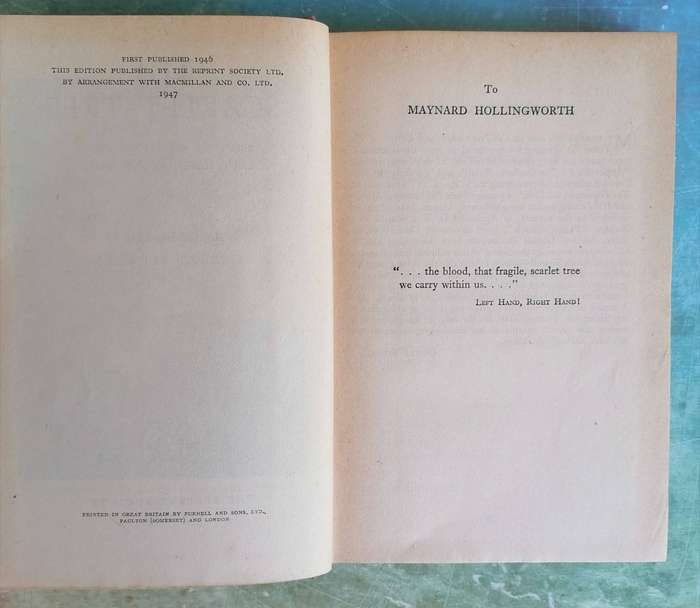 FIRST PUBLISHED 1946
THIS EDITION PUBLISHED BY THE REPRINT SOCIETY LTD.
BY ARRANGEMENT WITH MACMILLAN AND CO. LTD.
1947
PRINTED IN GREAT BRITAIN BY PURNELL AND SONS, LTD.,
PAULTON (SOMERSET) AND LONDON
To
MAYNARD HOLLINGWORTH
“. . . the blood, that fragile, scarlet tree
we carry within us. . . .”
LEFT HAND, RIGHT HAND!